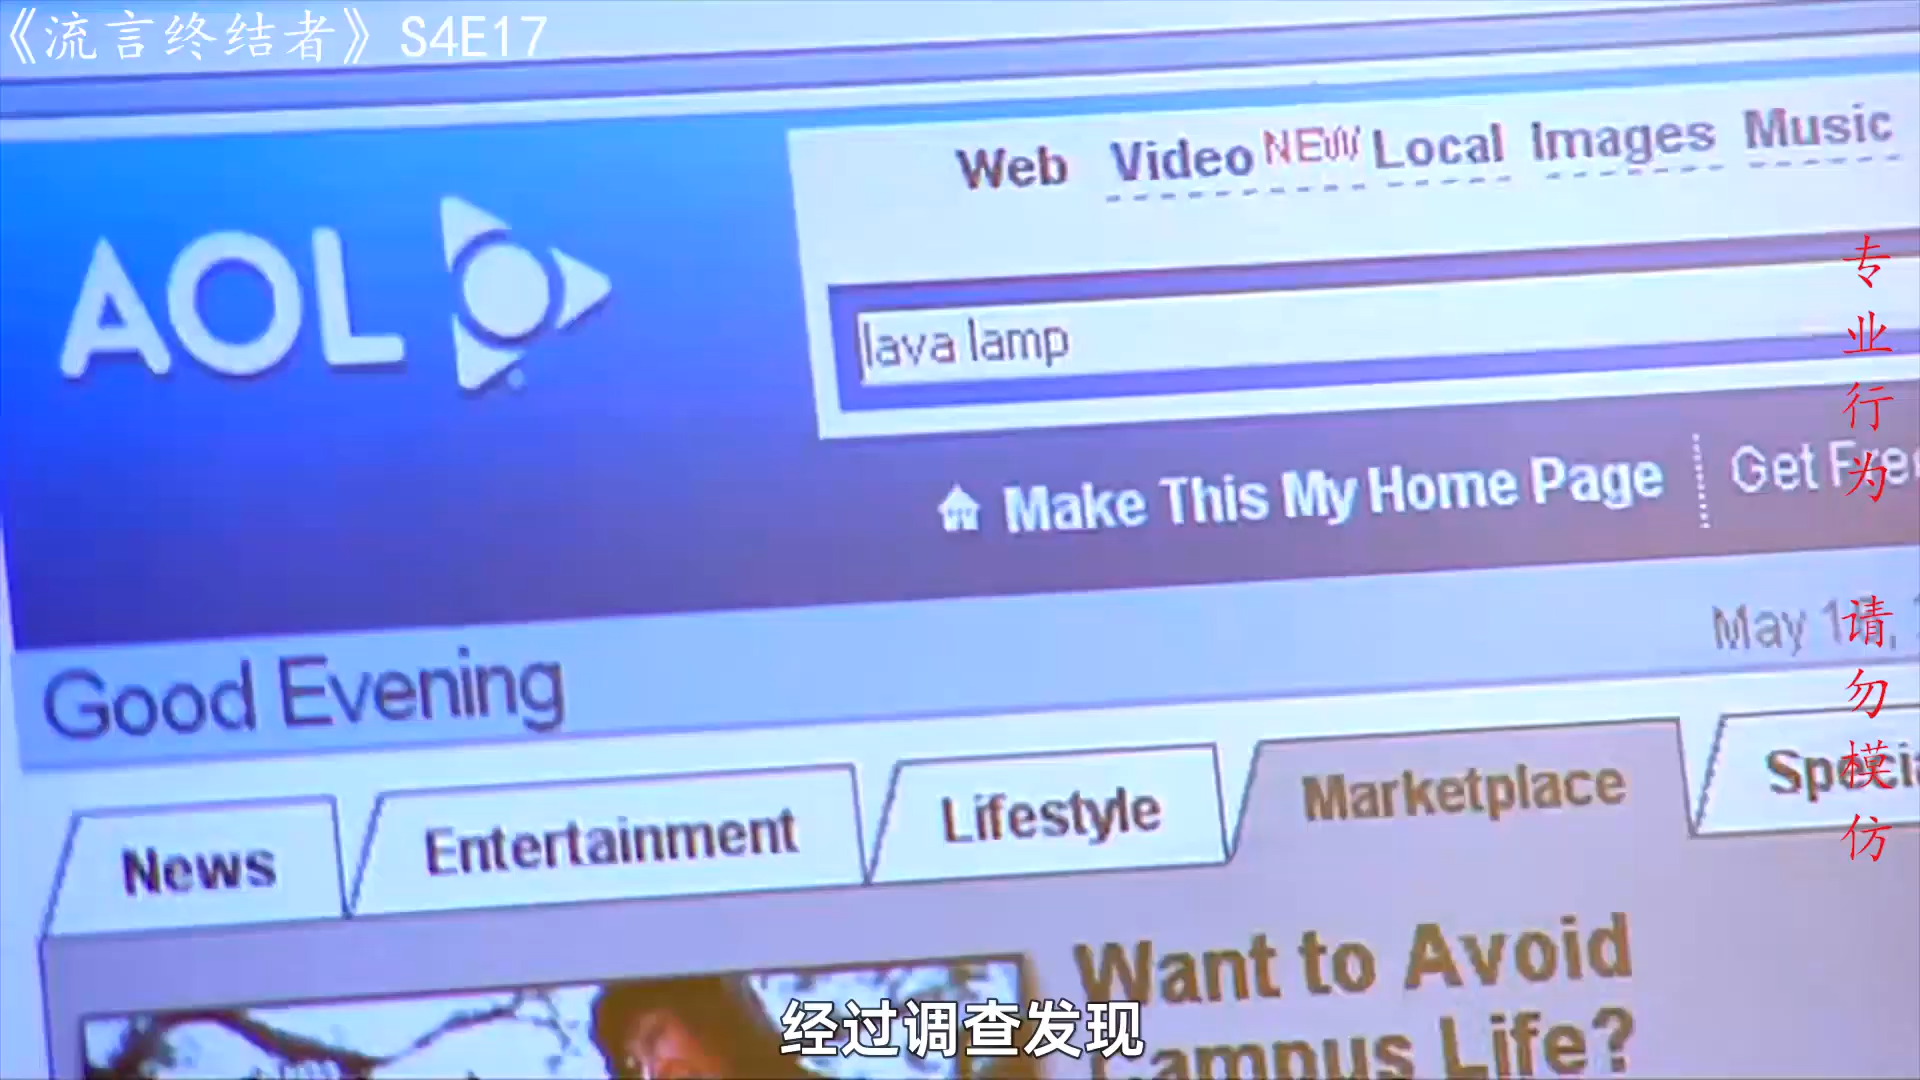 《流言终结者》S4E17
Web Video NEW Local Images Music
AOL
lava lamp
Make This My Home Page
Get Free
May
Good Evening
News Entertainment Lifestyle Marketplace
Want to Avoid
Campus Life?
经过调查发现
专业行为 请勿模仿